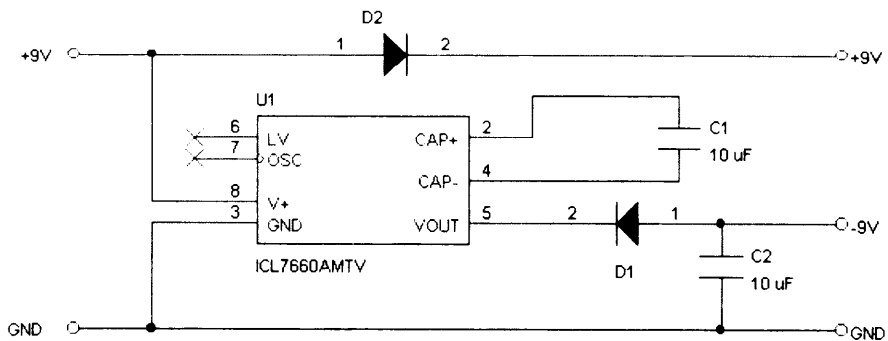 D2
+9V
1
2
+9V
U1
6
LV
CAP+
2
C1
7
OSC
10 uF
CAP-
4
8
V+
3
GND
VOUT
5
2
1
-9V
C2
ICL7660AMTV
D1
10 uF
GND
GND